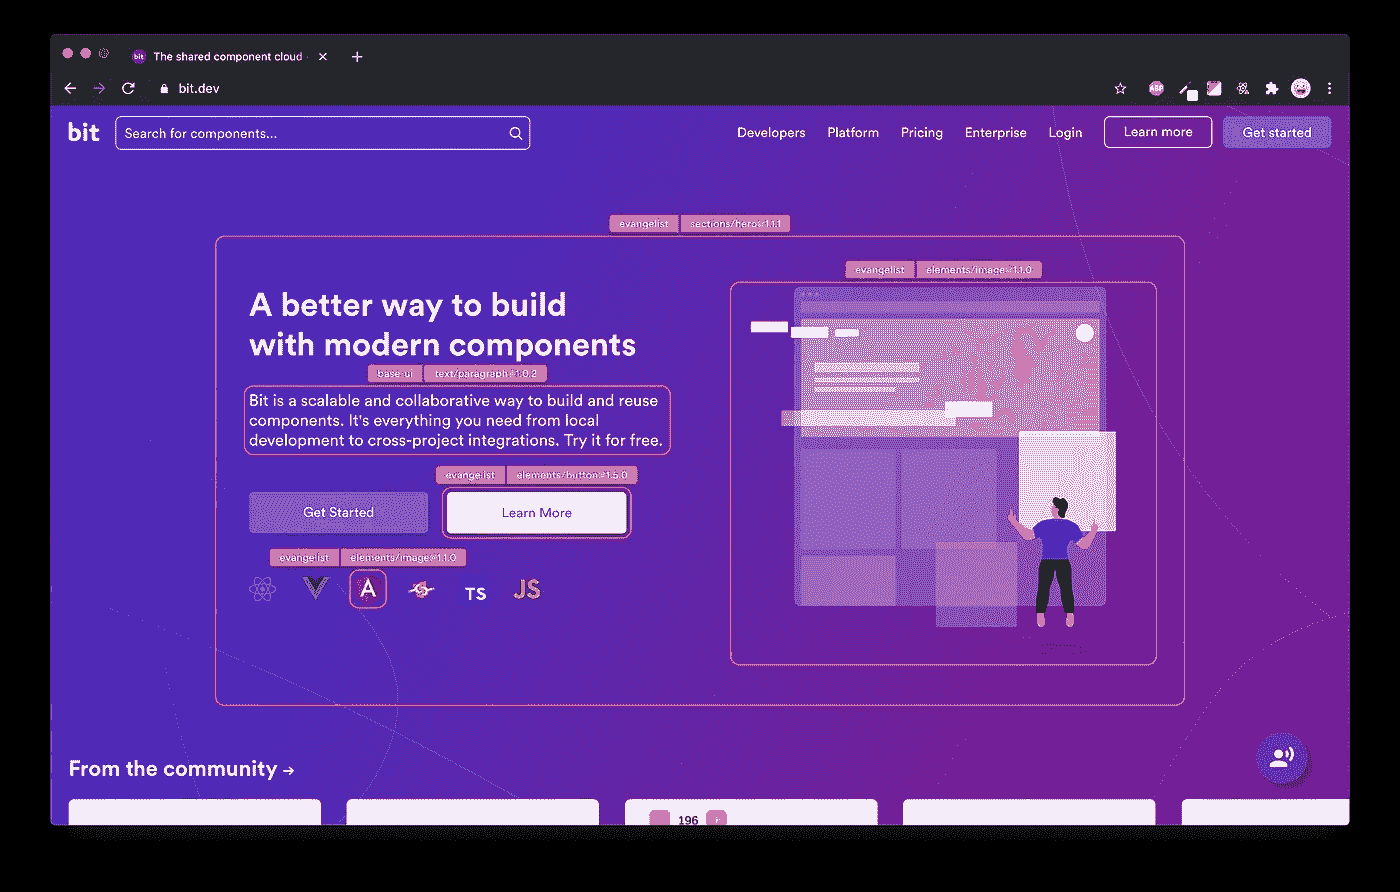 bit The shared component cloud
bit.dev
ABP
bit Search for components... Developers Platform Pricing Enterprise Login Learn more Get started
evangelist sections/hero@1.1.1
evangelist elements/image@1.1.0
A better way to build
with modern components
base-ui text/paragraph@1.0.2
Bit is a scalable and collaborative way to build and reuse
components. It's everything you need from local
development to cross-project integrations. Try it for free.
evangelist elements/button@1.5.0
Get Started Learn More
evangelist elements/image@1.1.0
A S TS JS
From the community →
196